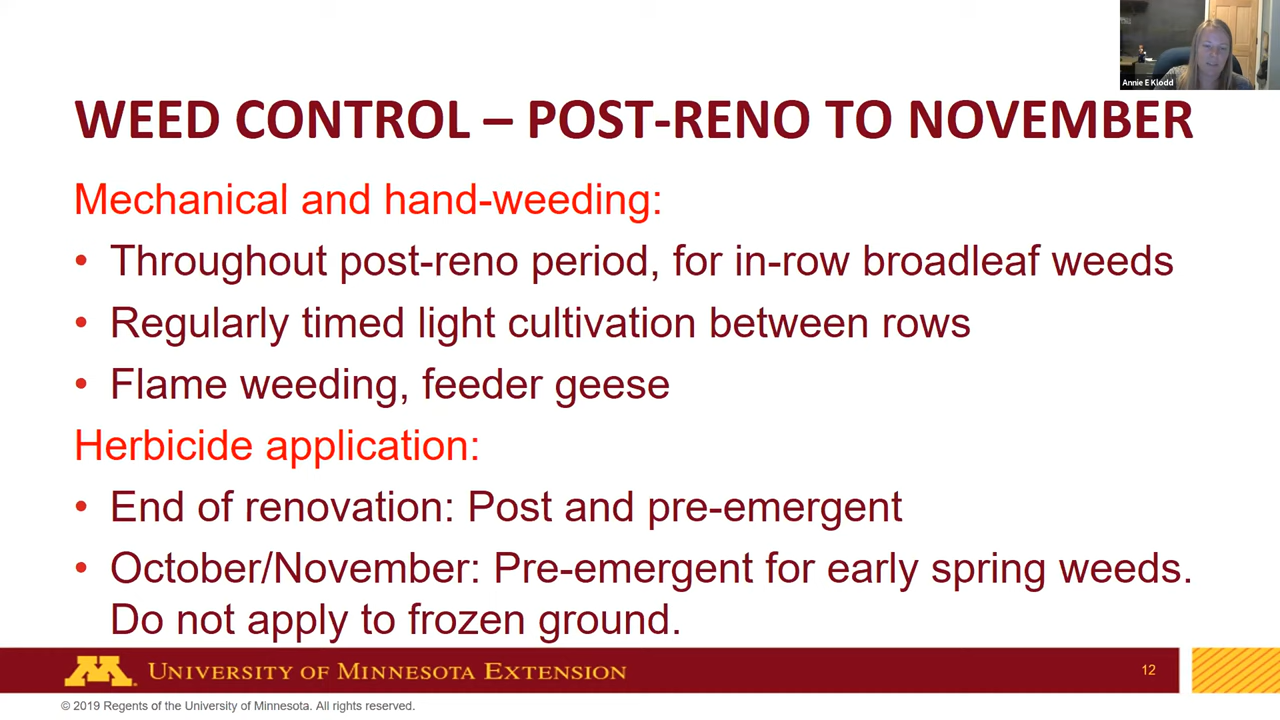 Annie E Klodd
WEED CONTROL – POST-RENO TO NOVEMBER
Mechanical and hand-weeding:
• Throughout post-reno period, for in-row broadleaf weeds
• Regularly timed light cultivation between rows
• Flame weeding, feeder geese
Herbicide application:
• End of renovation: Post and pre-emergent
• October/November: Pre-emergent for early spring weeds.
Do not apply to frozen ground.
M UNIVERSITY OF MINNESOTA EXTENSION
12
© 2019 Regents of the University of Minnesota. All rights reserved.